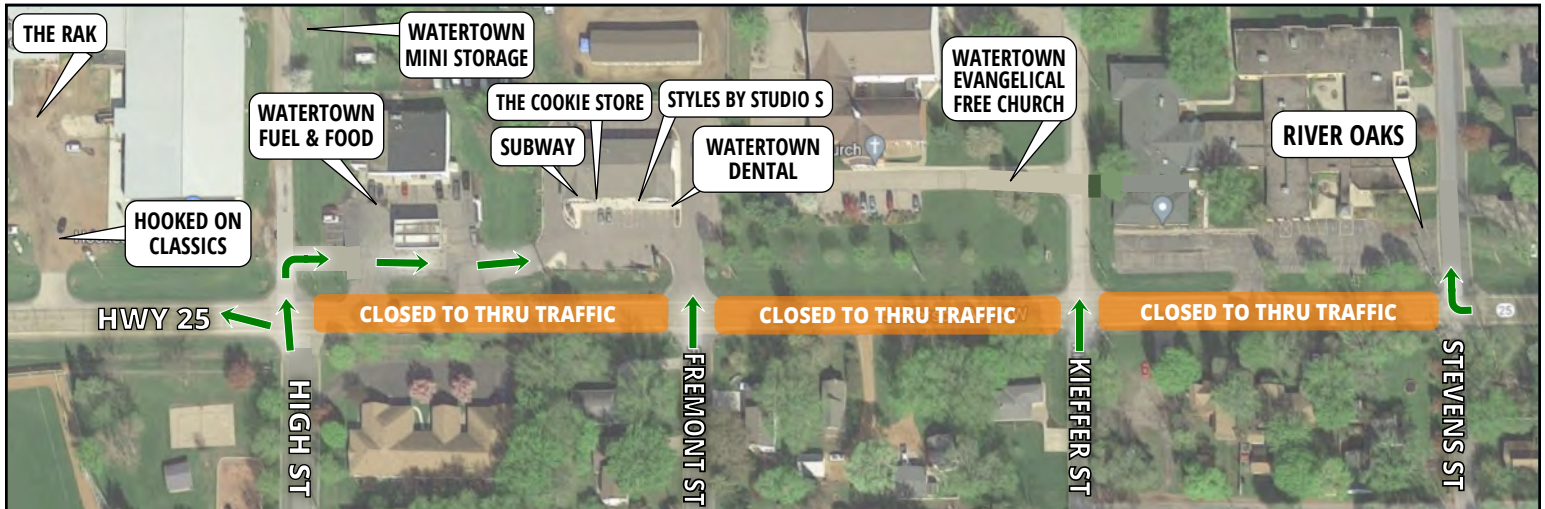 THE RAK
WATERTOWN
MINI STORAGE
WATERTOWN
FUEL & FOOD
THE COOKIE STORE
STYLES BY STUDIO S
SUBWAY
WATERTOWN
DENTAL
WATERTOWN
EVANGELICAL
FREE CHURCH
urch
RIVER OAKS
HOOKED ON
CLASSICS
HWY 25
CLOSED TO THRU TRAFFIC
CLOSED TO THRU TRAFFIC
W
CLOSED TO THRU TRAFFIC
25
HIGH ST
FREMONT ST
KIEFFER ST
STEVENS ST